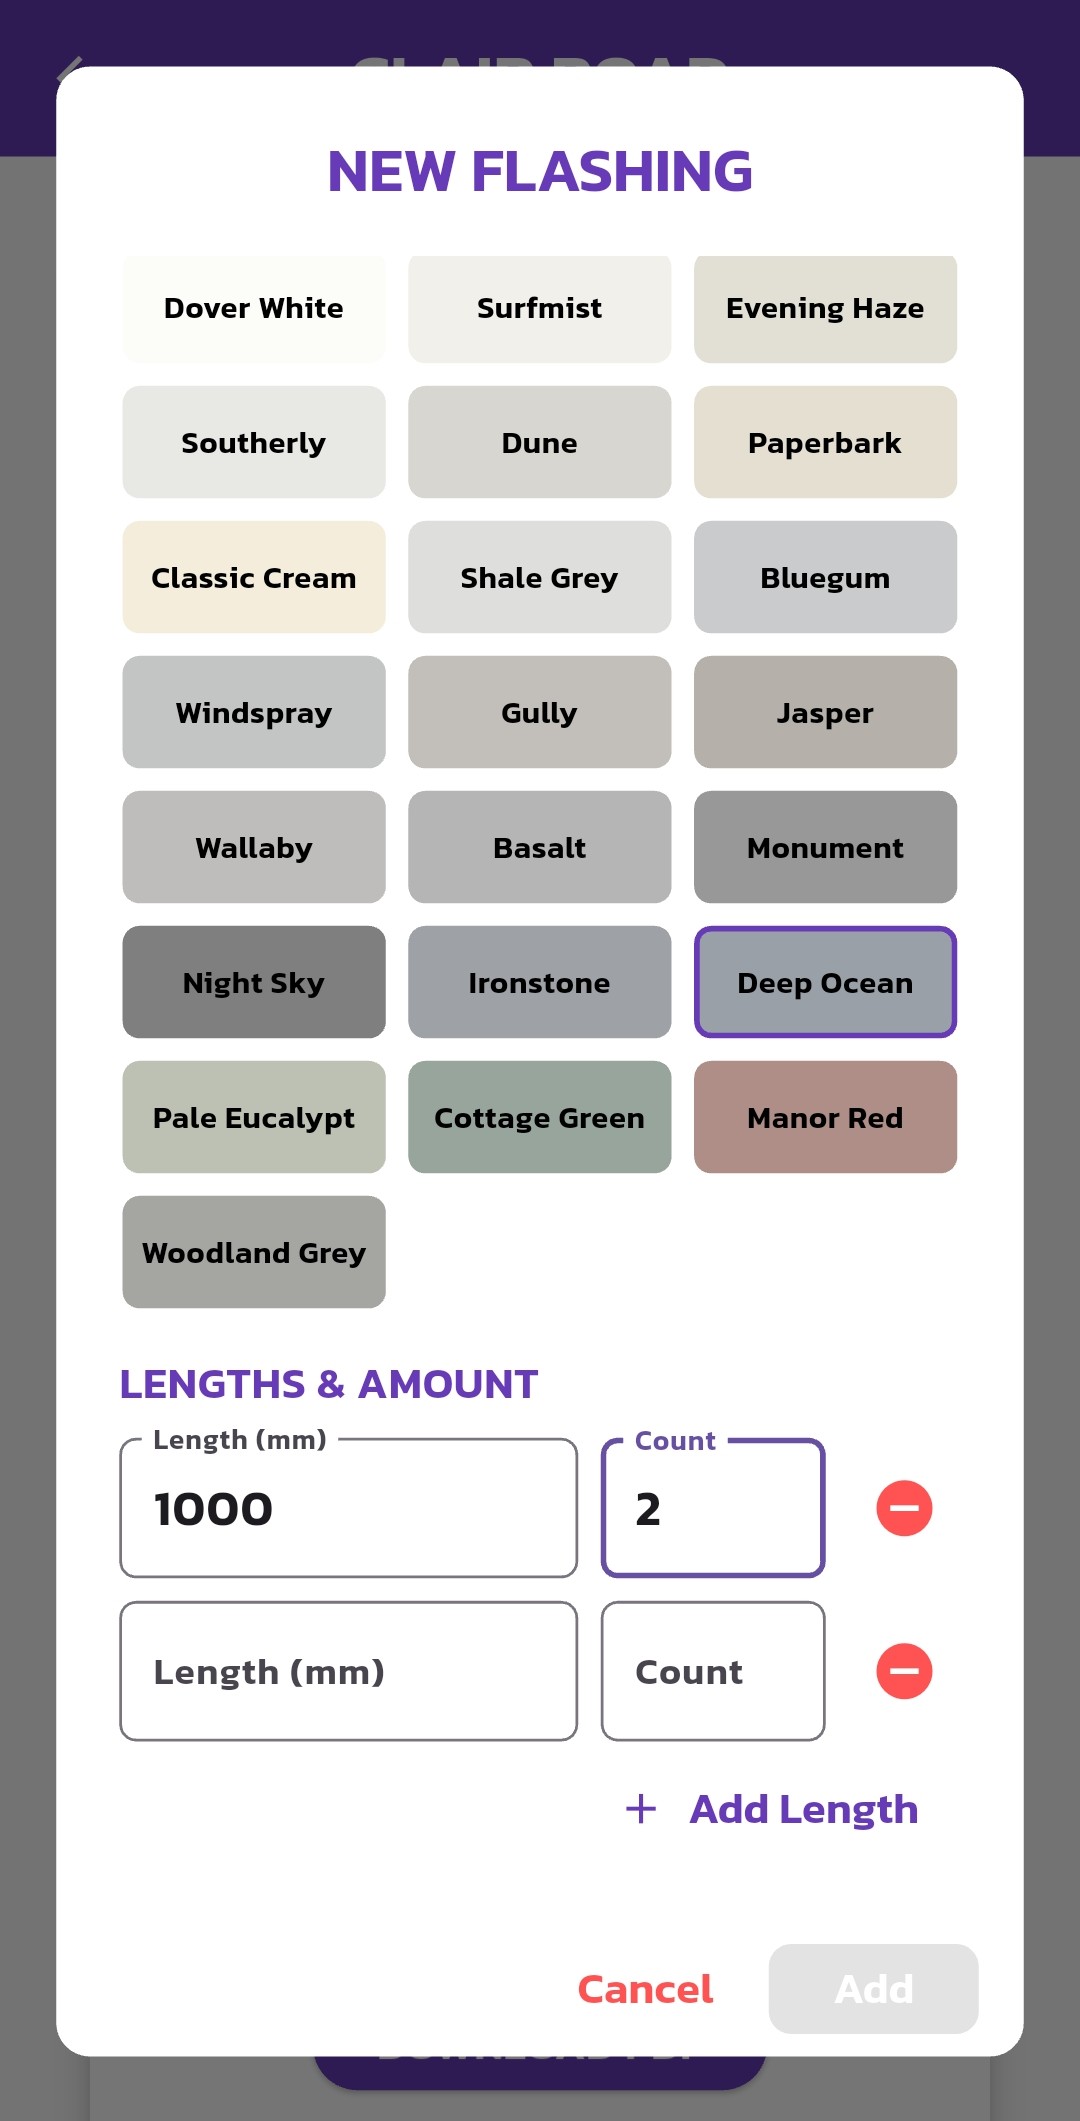 NEW FLASHING
Dover White Surfmist Evening Haze
Southerly Dune Paperbark
Classic Cream Shale Grey Bluegum
Windspray Gully Jasper
Wallaby Basalt Monument
Night Sky Ironstone Deep Ocean
Pale Eucalypt Cottage Green Manor Red
Woodland Grey
LENGTHS & AMOUNT
Length (mm) Count
1000 2
Length (mm) Count
+ Add Length
Cancel Add